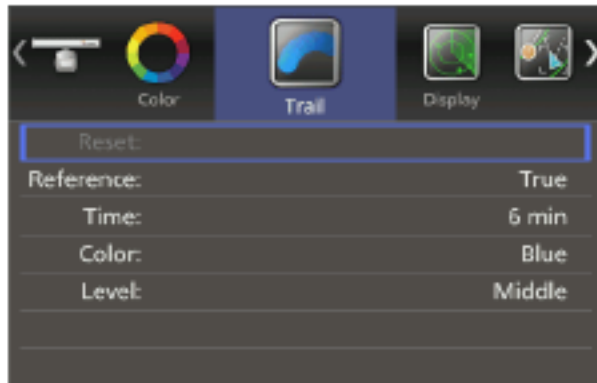 Color
Trail
Display
Reset:
Reference: True
Time: 6 min
Color: Blue
Level: Middle